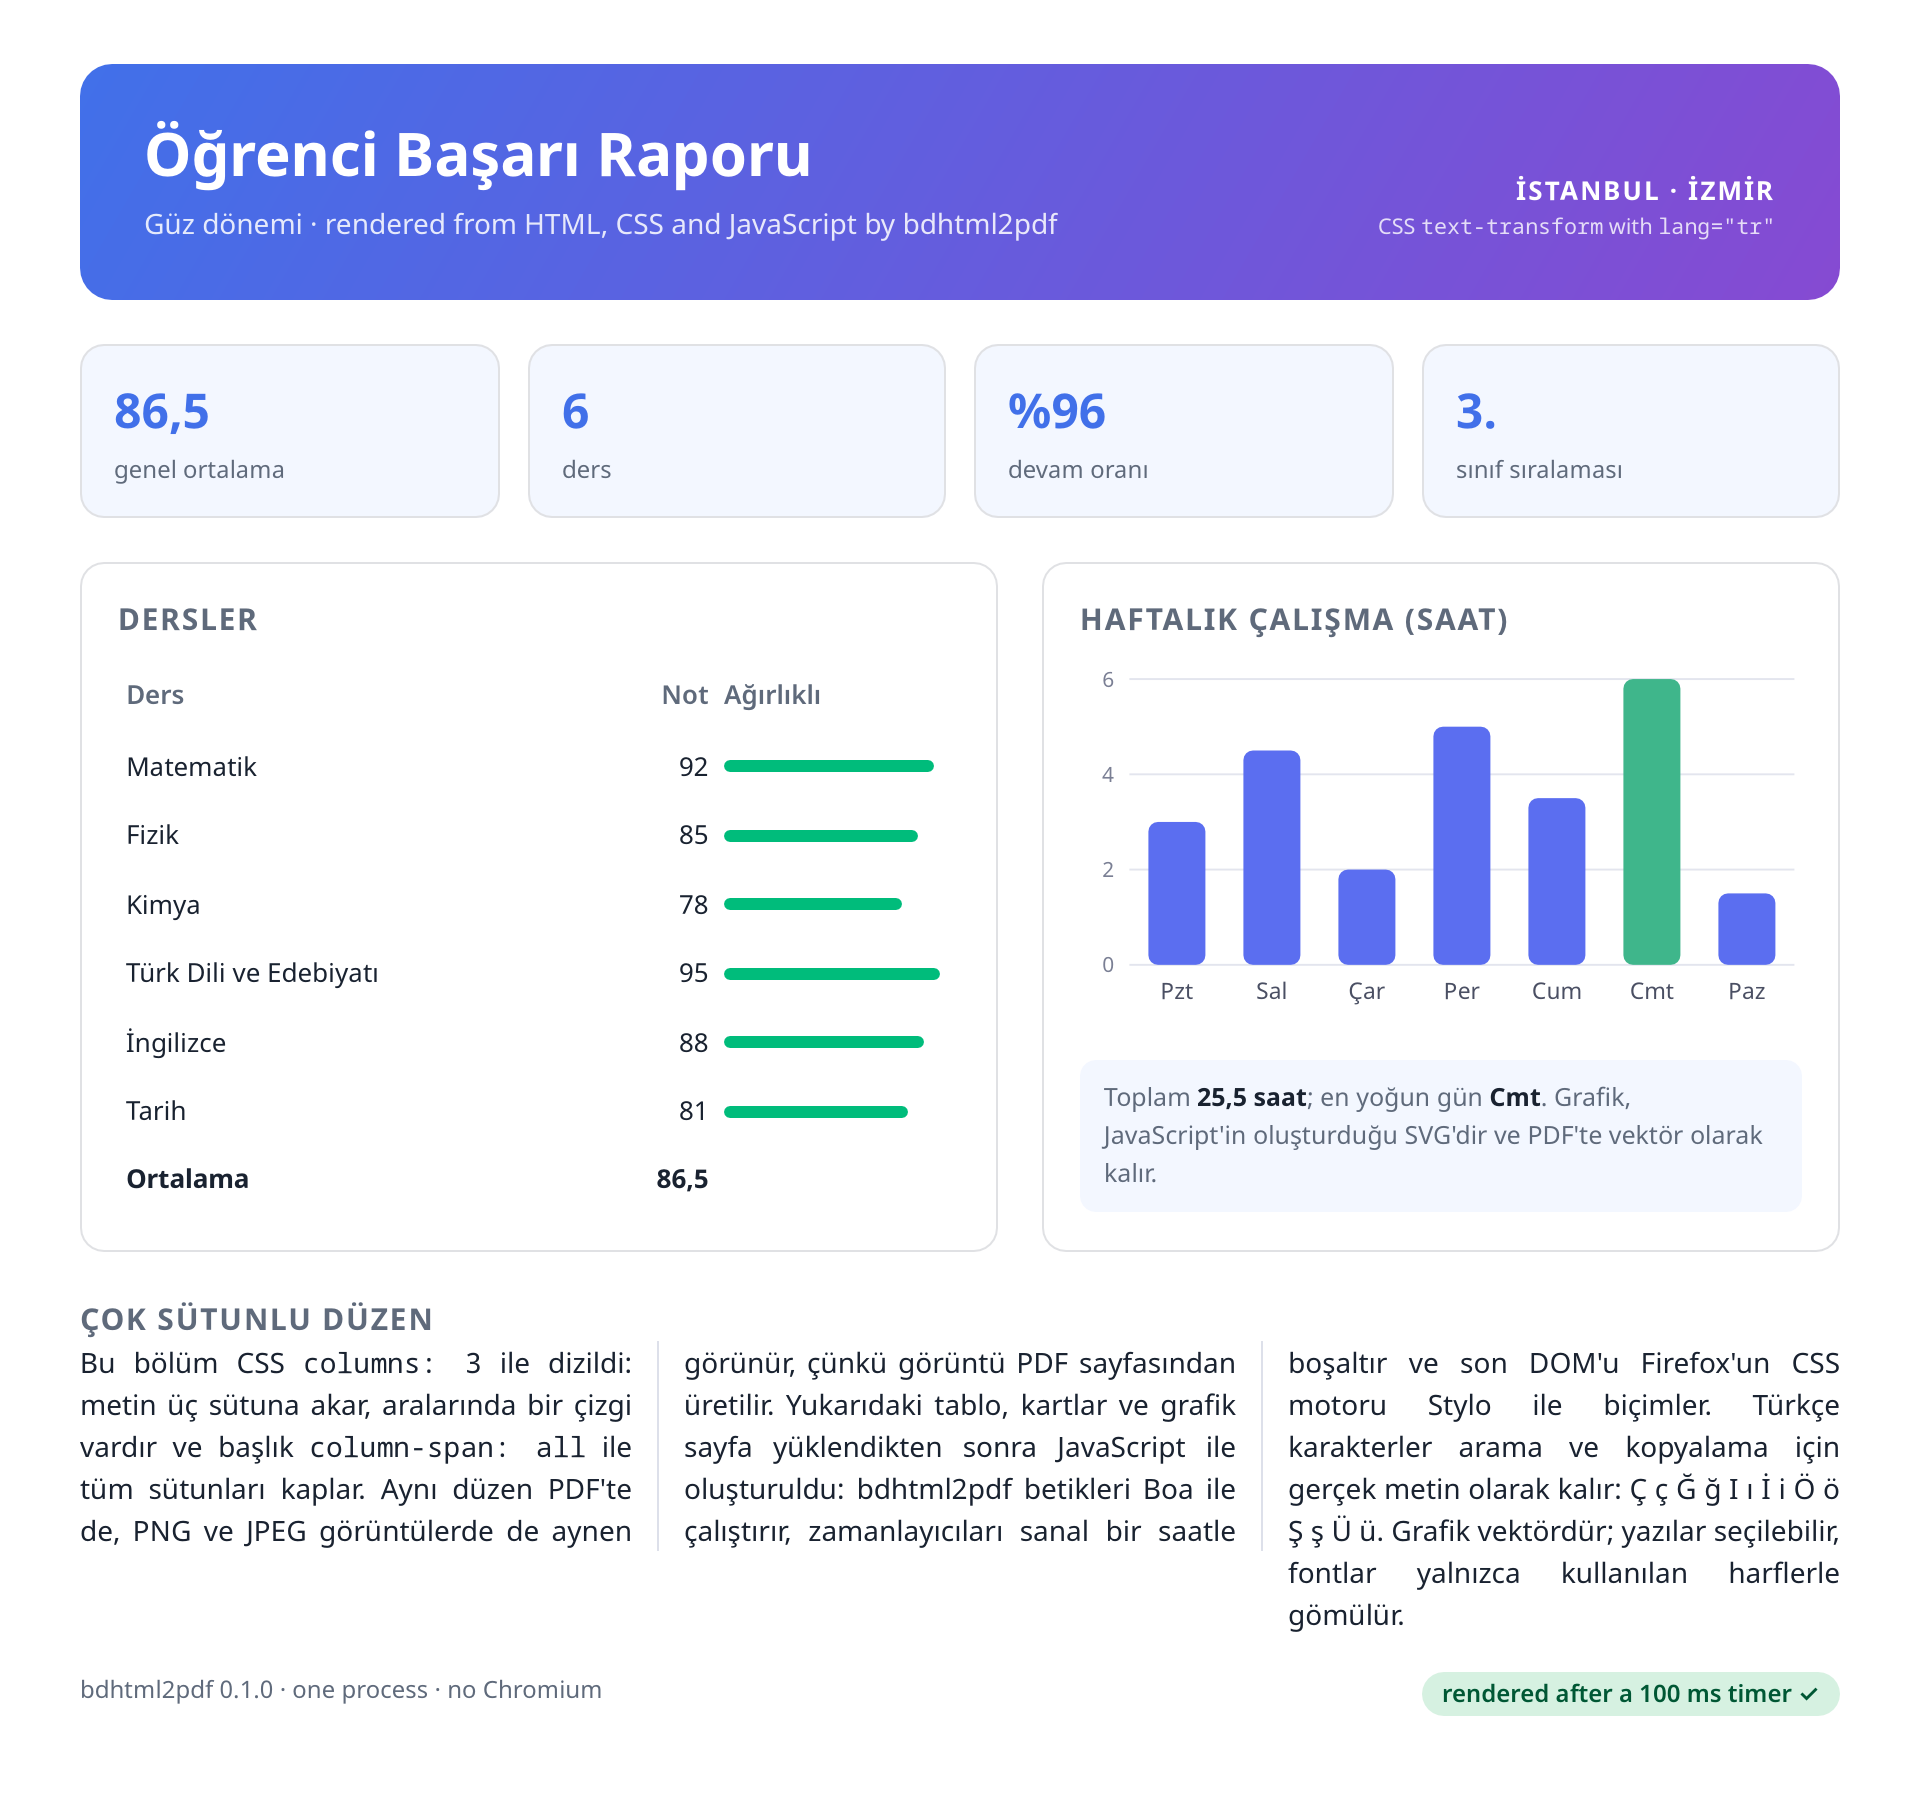 Öğrenci Başarı Raporu
Güz dönemi · rendered from HTML, CSS and JavaScript by bdhtml2pdf
İSTANBUL · İZMİR
CSS text-transform with lang="tr"
86,5
genel ortalama
6
ders
%96
devam oranı
3.
sınıf sıralaması
DERSLER
Ders Not Ağırlıklı
Matematik 92
Fizik 85
Kimya 78
Türk Dili ve Edebiyatı 95
İngilizce 88
Tarih 81
Ortalama 86,5
HAFTALIK ÇALIŞMA (SAAT)
6
4
2
0
Pzt Sal Çar Per Cum Cmt Paz
Toplam 25,5 saat; en yoğun gün Cmt. Grafik,
JavaScript'in oluşturduğu SVG'dir ve PDF'te vektör olarak
kalır.
ÇOK SÜTUNLU DÜZEN
Bu bölüm CSS columns: 3 ile dizildi:
metin üç sütuna akar, aralarında bir çizgi
vardır ve başlık column-span: all ile
tüm sütunları kaplar. Aynı düzen PDF'te
de, PNG ve JPEG görüntülerde de aynen
görünür, çünkü görüntü PDF sayfasından
üretilir. Yukarıdaki tablo, kartlar ve grafik
sayfa yüklendikten sonra JavaScript ile
oluşturuldu: bdhtml2pdf betikleri Boa ile
çalıştırır, zamanlayıcıları sanal bir saatle
boşaltır ve son DOM'u Firefox'un CSS
motoru Stylo ile biçimler. Türkçe
karakterler arama ve kopyalama için
gerçek metin olarak kalır: Ç ç Ğ ğ I ı İ i Ö ö
Ş ş Ü ü. Grafik vektördür; yazılar seçilebilir,
fontlar yalnızca kullanılan harflerle
gömülür.
bdhtml2pdf 0.1.0 · one process · no Chromium
rendered after a 100 ms timer ✓